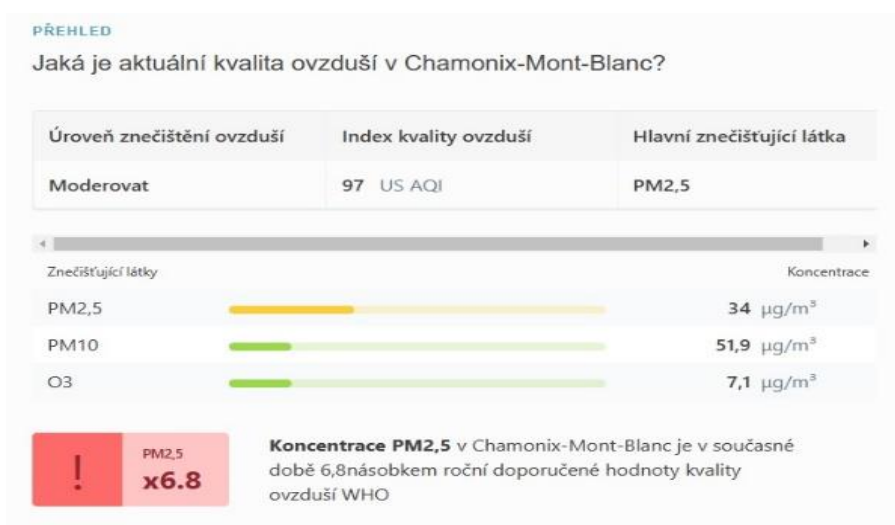 PŘEHLED
Jaká je aktuální kvalita ovzduší v Chamonix-Mont-Blanc?
Úroveň znečištění ovzduší Index kvality ovzduší Hlavní znečišťující látka
Moderovat 97 US AQI PM2,5
Znečišťující látky Koncentrace
PM2,5 34 µg/m³
PM10 51,9 µg/m³
O3 7,1 µg/m³
! PM2,5
x6.8
Koncentrace PM2,5 v Chamonix-Mont-Blanc je v současné
době 6,8násobkem roční doporučené hodnoty kvality
ovzduší WHO